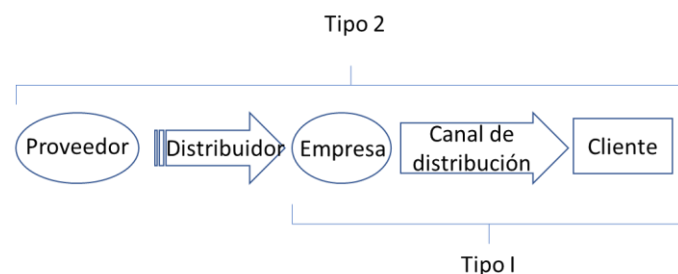 Tipo 2
Proveedor
Distribuidor
Empresa
Canal de
distribución
Cliente
Tipo I